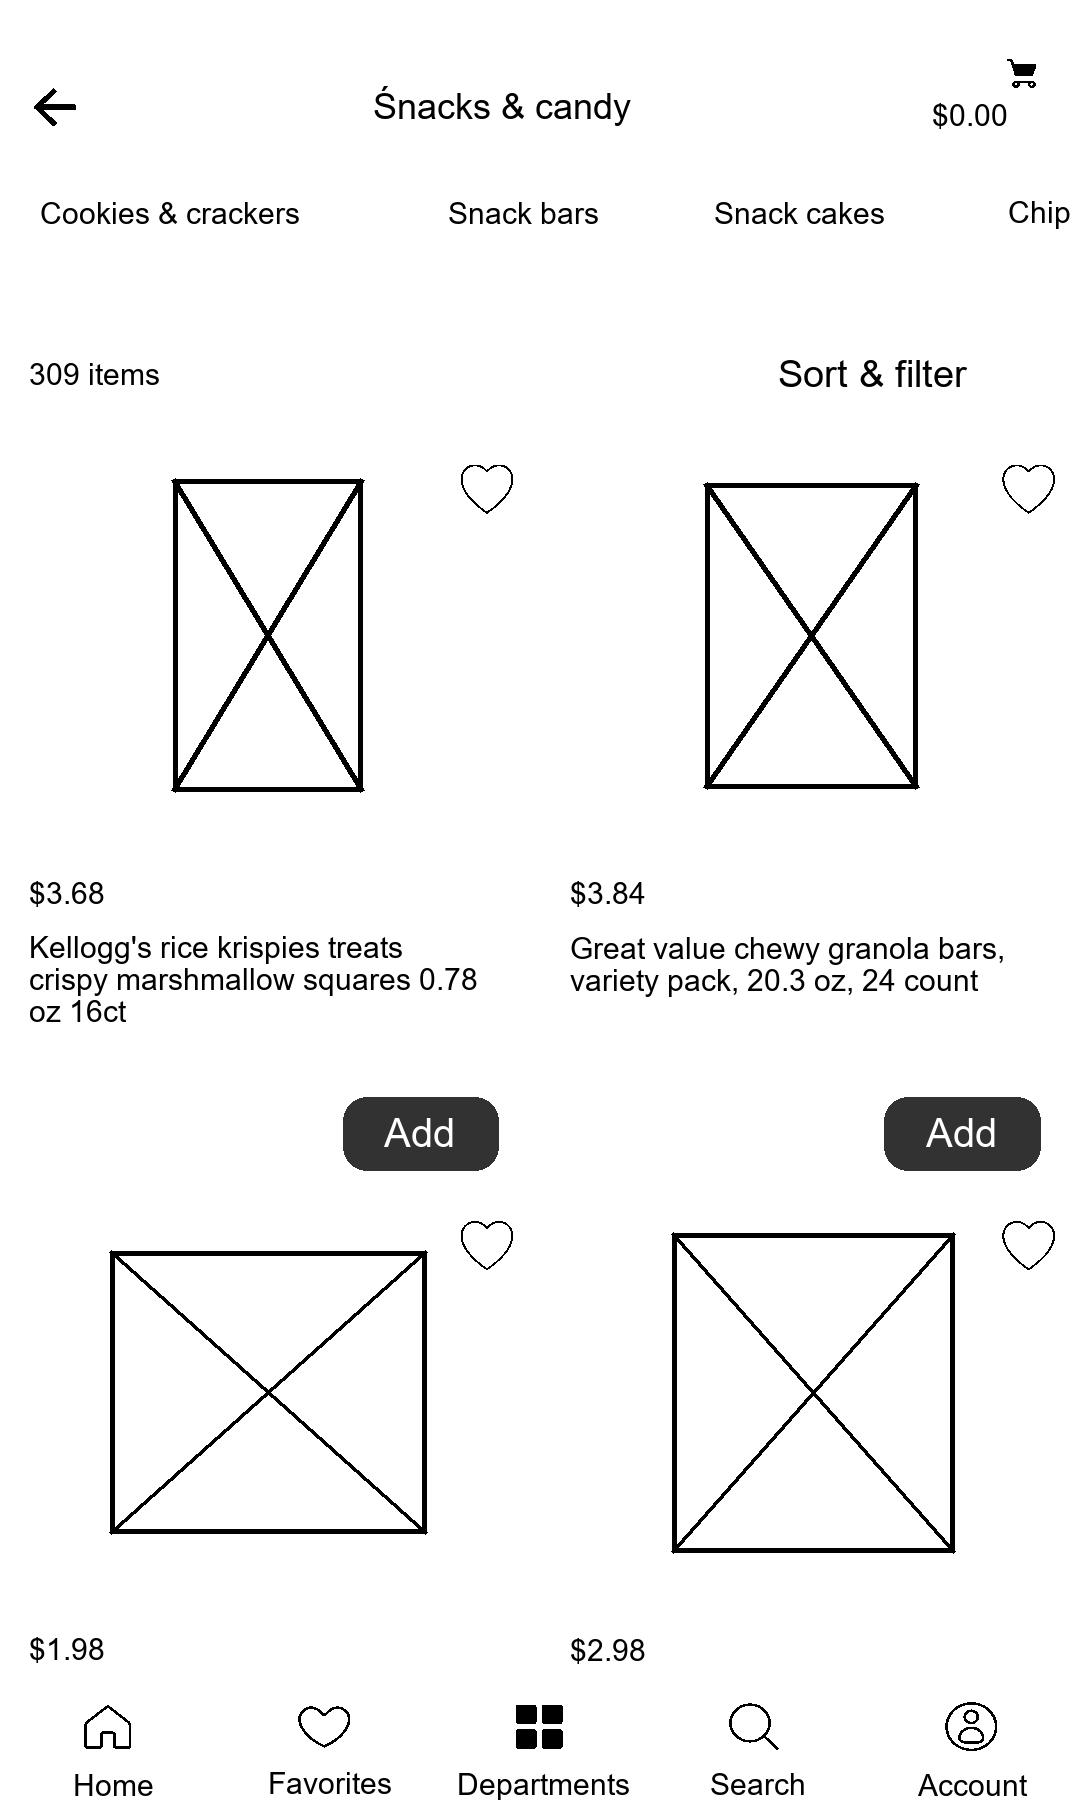 Śnacks & candy
$0.00
Cookies & crackers
Snack bars
Snack cakes
Chip
309 items
Sort & filter
$3.68
Kellogg's rice krispies treats
crispy marshmallow squares 0.78
oz 16ct
$3.84
Great value chewy granola bars,
variety pack, 20.3 oz, 24 count
Add
Add
$1.98
$2.98
Home
Favorites
Departments
Search
Account